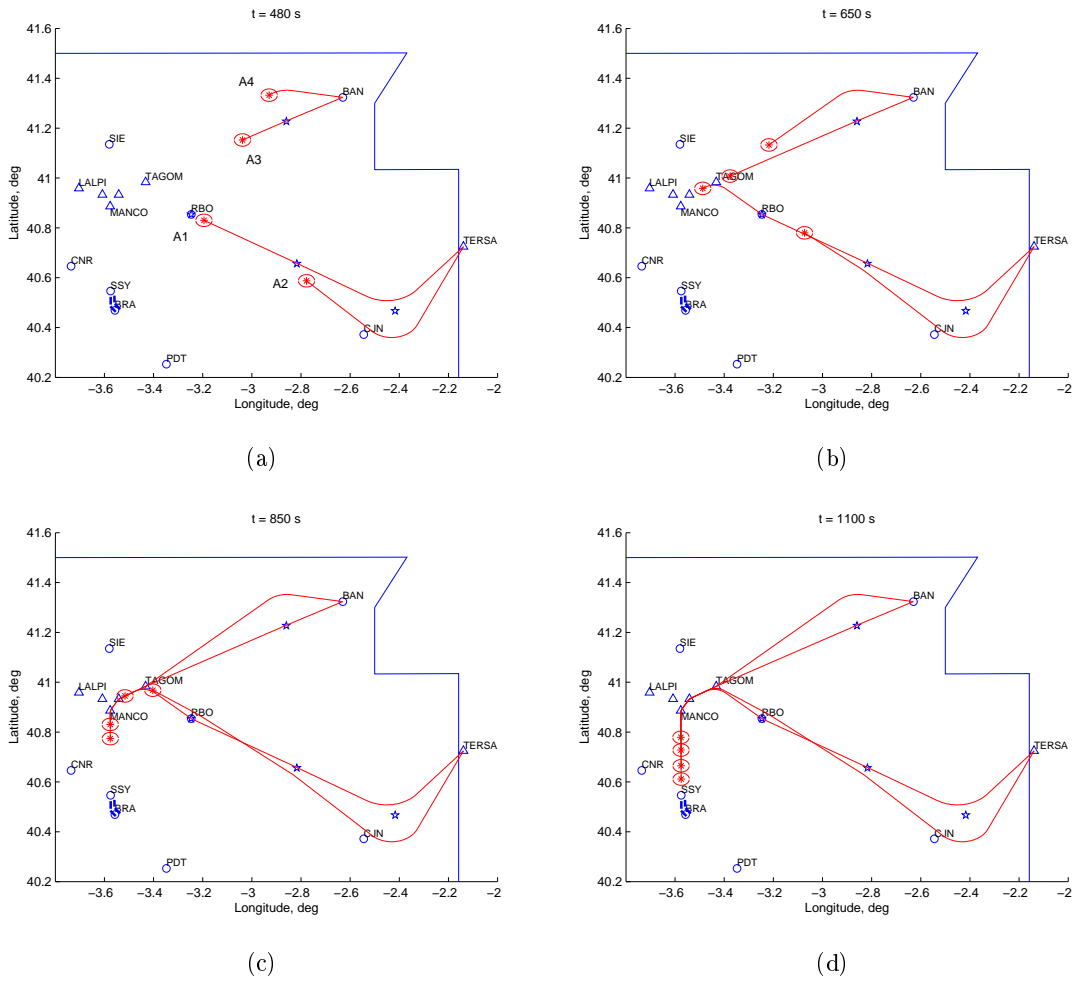 t = 480 s
41.6
41.4
41.2
41
40.8
40.6
40.4
40.2
Latitude, deg
A4
BAN
A3
SIE
LALPI
TAGOM
MANCO
RBO
A1
TERSA
CNR
SSY
A2
BRA
CJN
PDT
−3.6 −3.4 −3.2 −3 −2.8 −2.6 −2.4 −2.2 −2
Longitude, deg
(a)
t = 650 s
41.6
41.4
41.2
41
40.8
40.6
40.4
40.2
Latitude, deg
BAN
SIE
LALPI
TAGOM
MANCO
RBO
TERSA
CNR
SSY
BRA
CJN
PDT
−3.6 −3.4 −3.2 −3 −2.8 −2.6 −2.4 −2.2 −2
Longitude, deg
(b)
t = 850 s
41.6
41.4
41.2
41
40.8
40.6
40.4
40.2
Latitude, deg
BAN
SIE
LALPI
TAGOM
MANCO
RBO
TERSA
CNR
SSY
BRA
CJN
PDT
−3.6 −3.4 −3.2 −3 −2.8 −2.6 −2.4 −2.2 −2
Longitude, deg
(c)
t = 1100 s
41.6
41.4
41.2
41
40.8
40.6
40.4
40.2
Latitude, deg
BAN
SIE
LALPI
TAGOM
MANCO
RBO
TERSA
CNR
SSY
BRA
CJN
PDT
−3.6 −3.4 −3.2 −3 −2.8 −2.6 −2.4 −2.2 −2
Longitude, deg
(d)